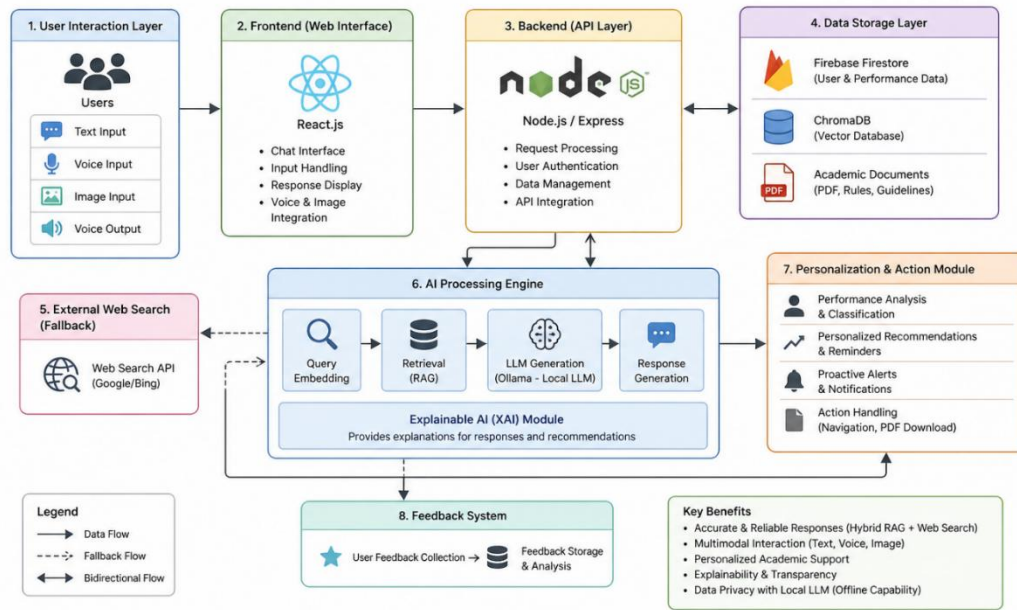 1. User Interaction Layer
Users
Text Input
Voice Input
Image Input
Voice Output
2. Frontend (Web Interface)
React.js
• Chat Interface
• Input Handling
• Response Display
• Voice & Image
Integration
3. Backend (API Layer)
node
JS
Node.js / Express
• Request Processing
• User Authentication
• Data Management
• API Integration
4. Data Storage Layer
Firebase Firestore
(User & Performance Data)
ChromaDB
(Vector Database)
PDF
Academic Documents
(PDF, Rules, Guidelines)
5. External Web Search
(Fallback)
Web Search API
(Google/Bing)
6. AI Processing Engine
Query
Embedding
Retrieval
(RAG)
LLM Generation
(Ollama - Local LLM)
Response
Generation
Explainable AI (XAI) Module
Provides explanations for responses and recommendations
7. Personalization & Action Module
Performance Analysis
& Classification
Personalized Recommendations
& Reminders
Proactive Alerts
& Notifications
Action Handling
(Navigation, PDF Download)
Legend
Data Flow
Fallback Flow
Bidirectional Flow
8. Feedback System
User Feedback Collection
Feedback Storage
& Analysis
Key Benefits
• Accurate & Reliable Responses (Hybrid RAG + Web Search)
• Multimodal Interaction (Text, Voice, Image)
• Personalized Academic Support
• Explainability & Transparency
• Data Privacy with Local LLM (Offline Capability)